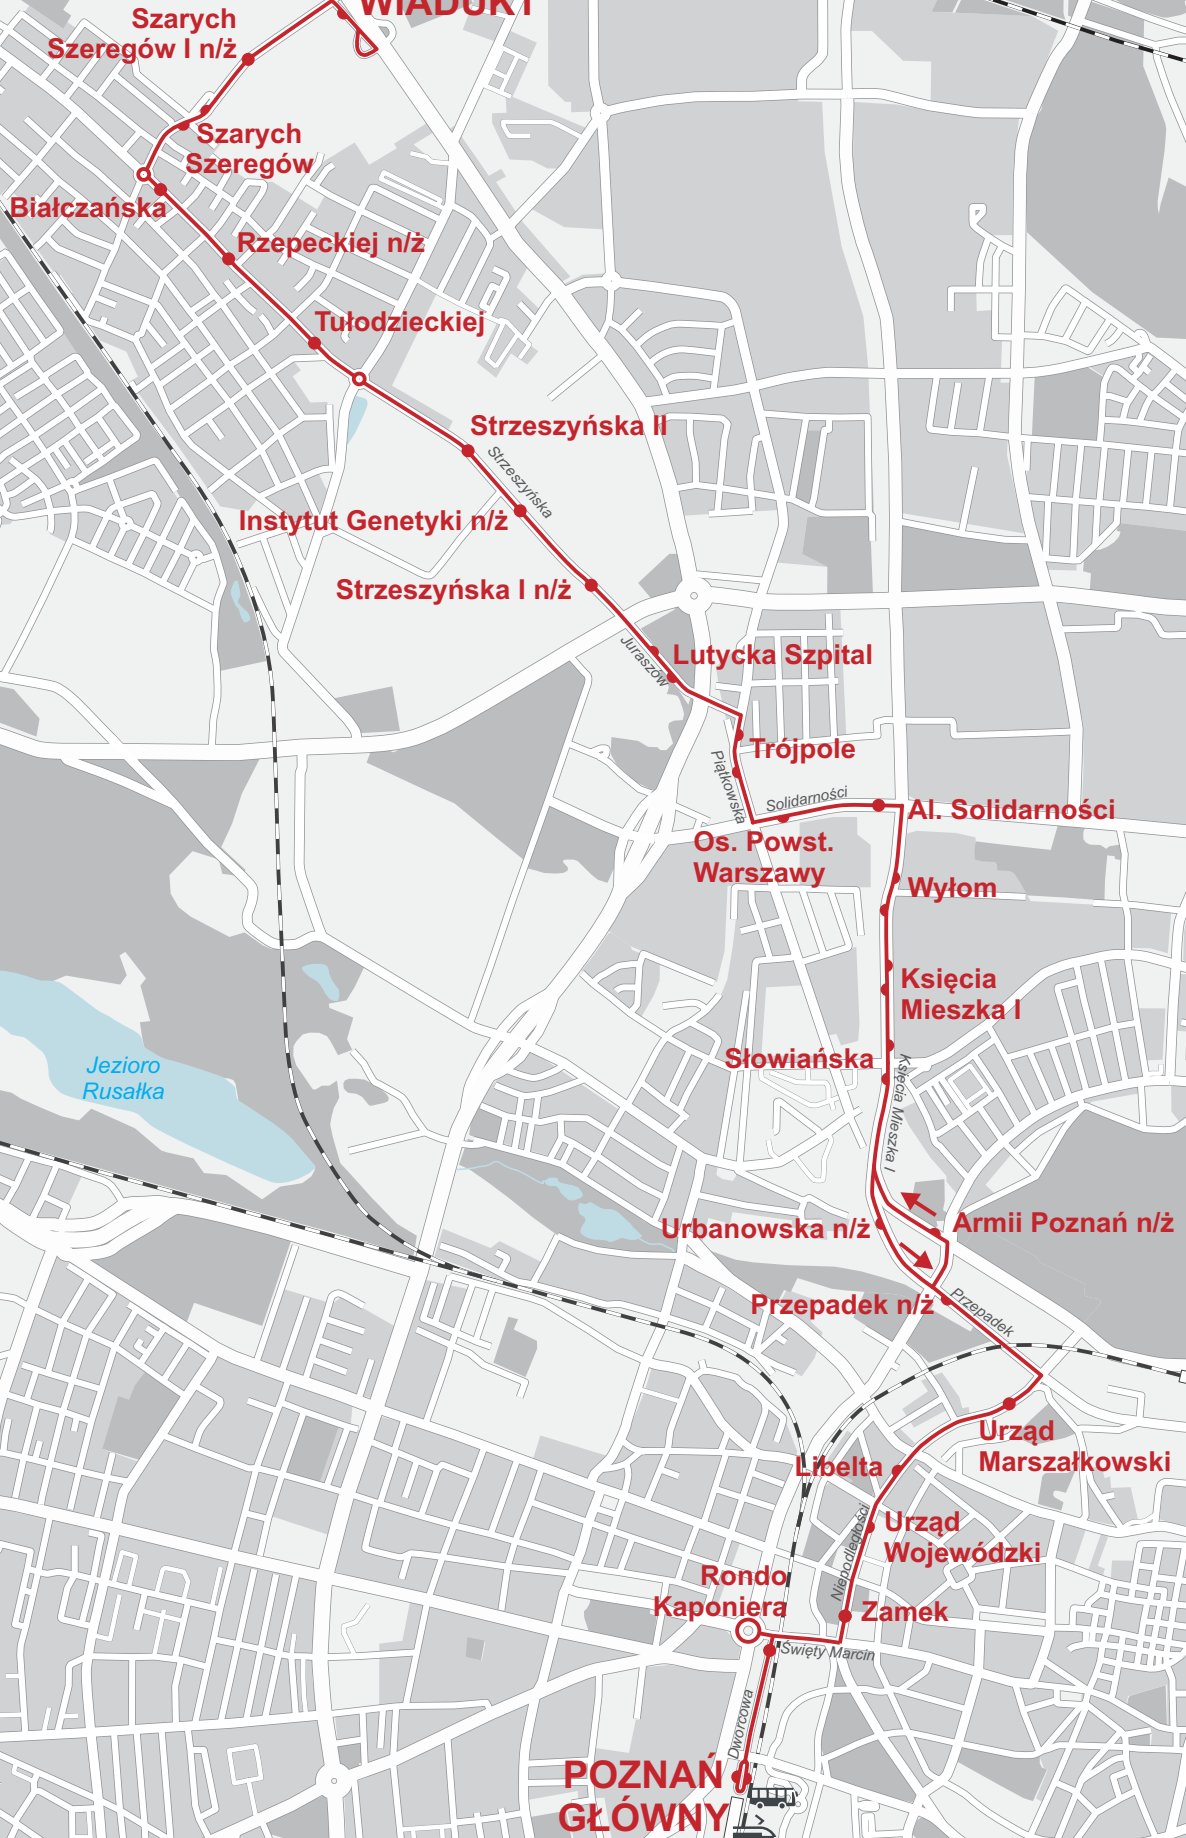 WIADUKT
Szarych
Szeregów I n/ż
Szarych
Szeregów
Białczańska
Rzepeckiej n/ż
Tułodzieckiej
Strzeszyńska II
Strzeszyńska
Instytut Genetyki n/ż
Strzeszyńska I n/ż
Juraszów
Lutycka Szpital
Trójpole
Piątkowska
Solidarności
Al. Solidarności
Os. Powst.
Warszawy
Wyłom
Księcia
Mieszka I
Słowiańska
Księcia Mieszka I
Jezioro
Rusałka
Armii Poznań n/ż
Urbanowska n/ż
Przepadek n/ż
Przepadek
Urząd
Marszałkowski
Libelta
Niepodległości
Urząd
Wojewódzki
Rondo
Kaponiera
Zamek
Święty Marcin
Dworcowa
POZNAŃ
GŁÓWNY